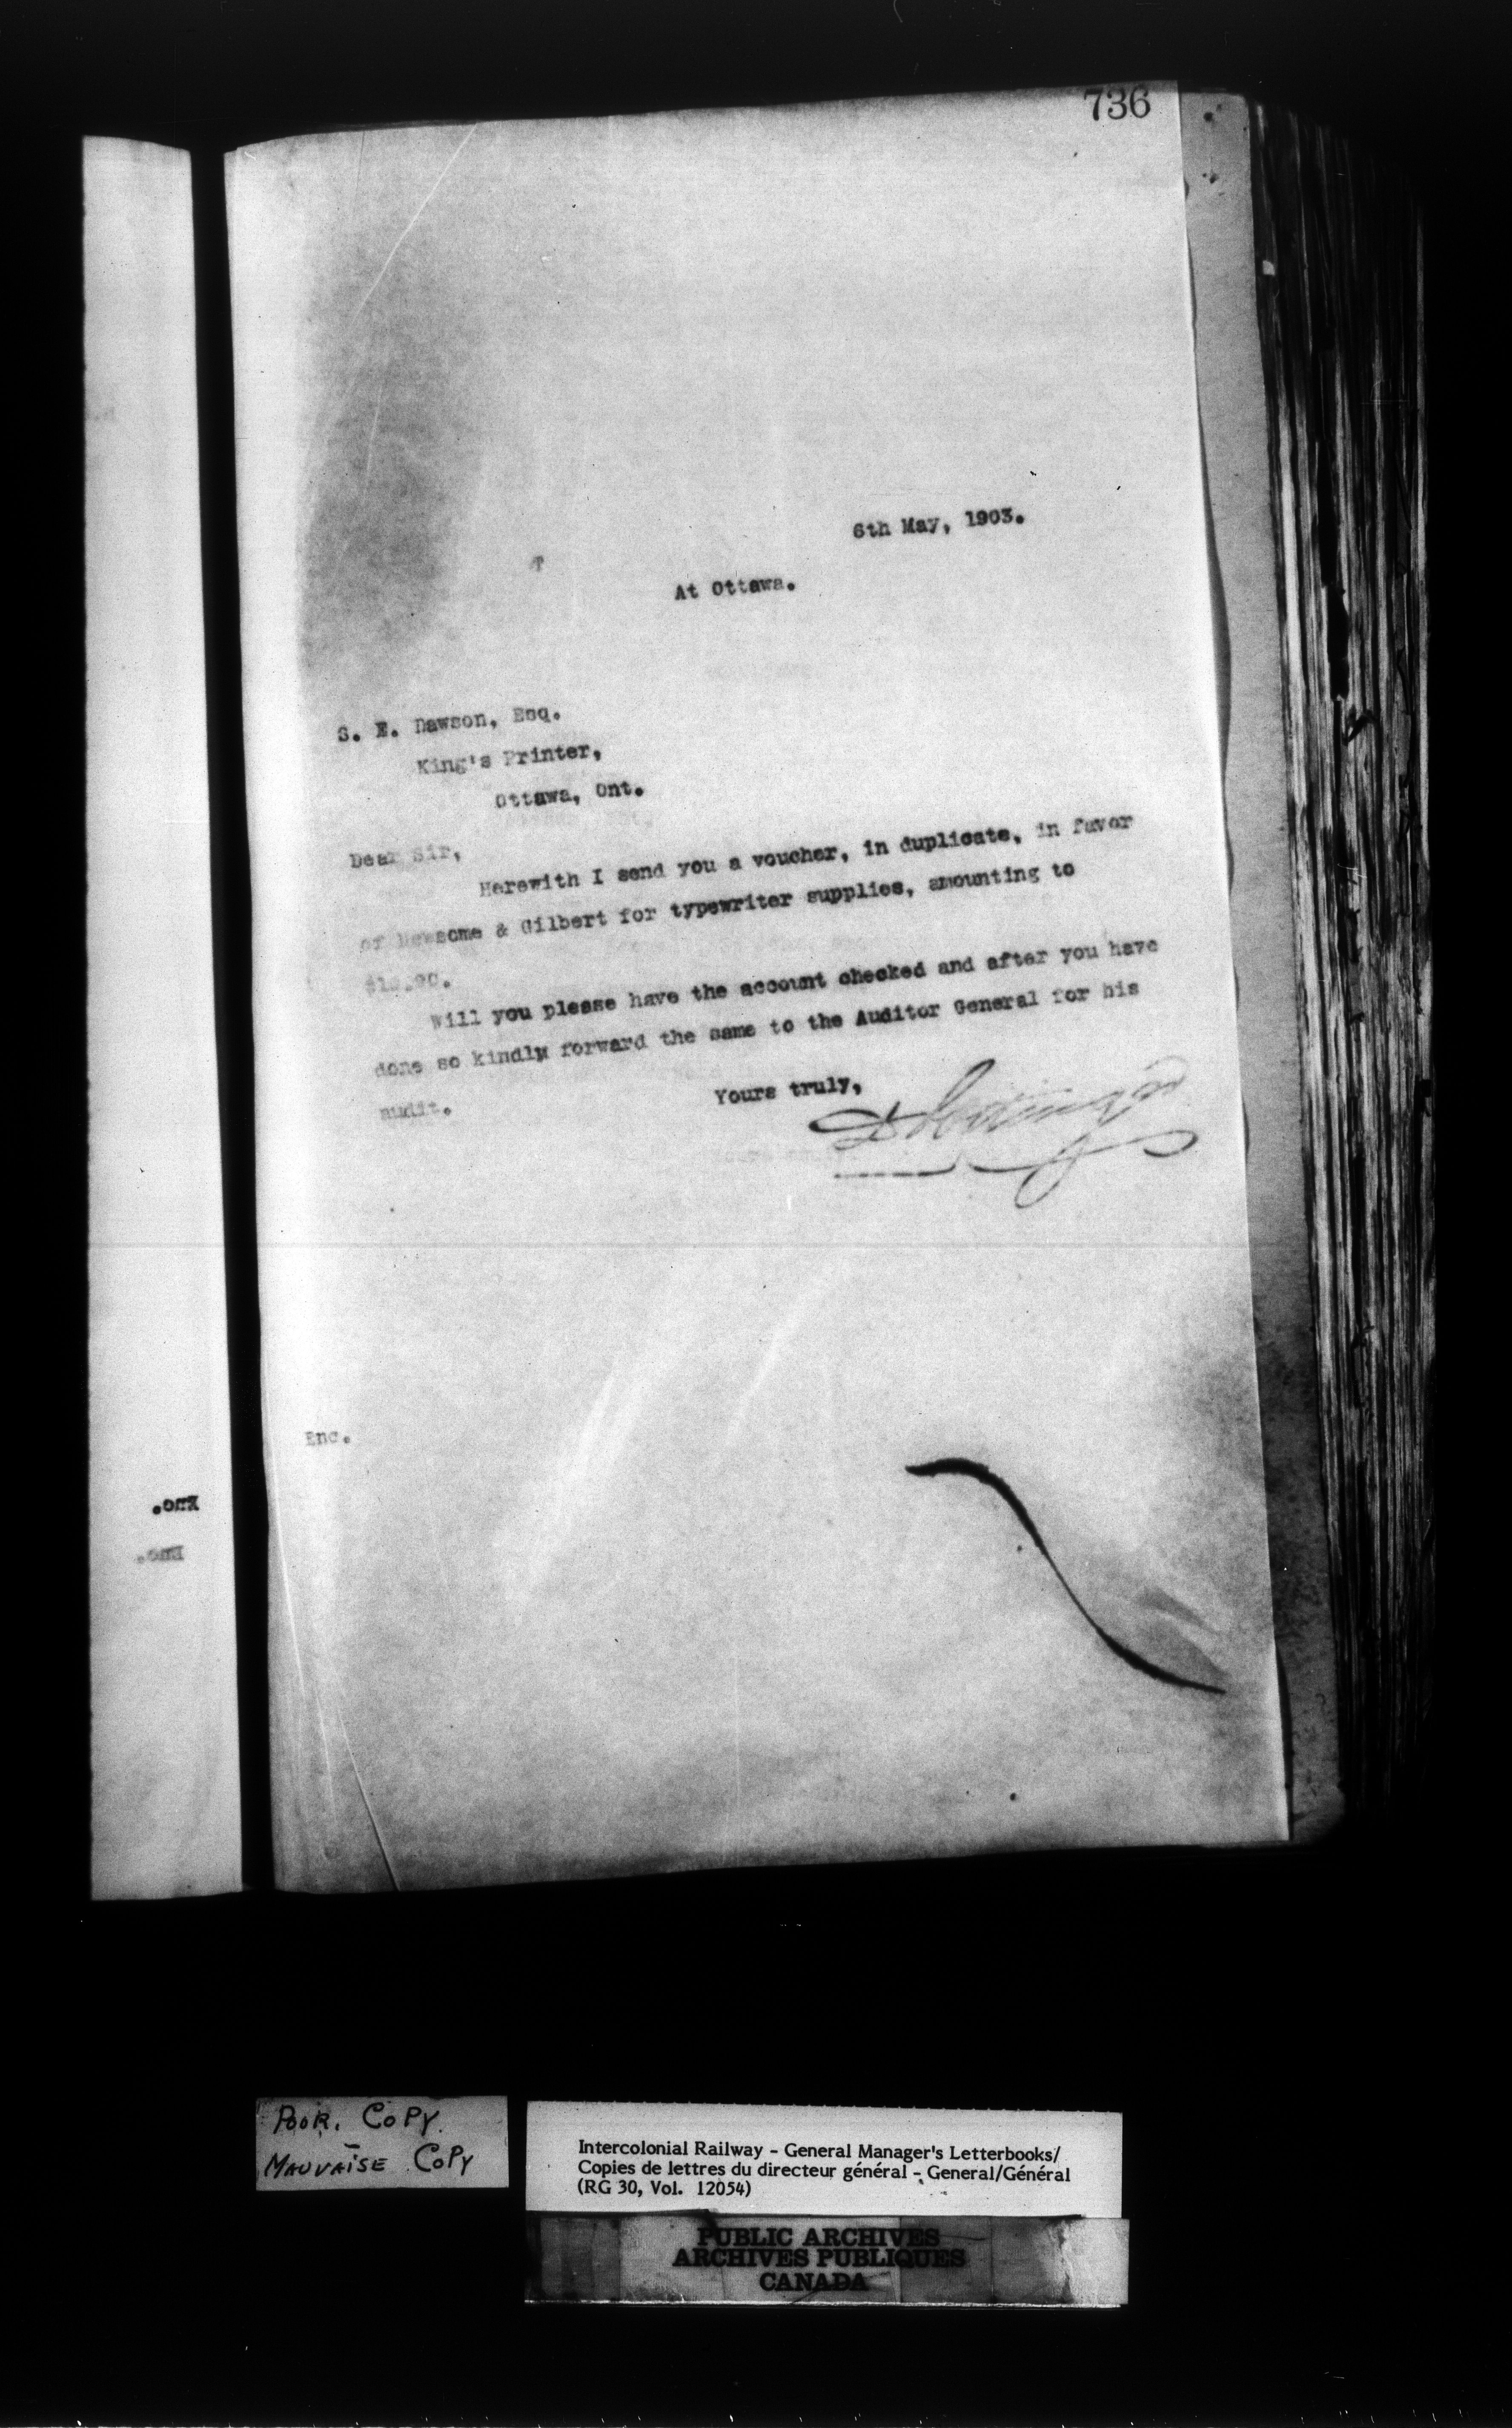 736
6th May, 1903.
At Ottawa.
S. E. Dawson, Esq.
King's Printer,
Ottawa, Ont.
Dear Sir,
Herewith I send you a voucher, in duplicate, in favor
of Newsome & Gilbert for typewriter supplies, amounting to
Will you please have the account checked and after you have
done so kindly forward the same to the Auditor General for his
audit.
Yours truly,
Enc.
POOR. COPY.
MAUVAISE COPY
Intercolonial Railway - General Manager's Letterbooks/
Copies de lettres du directeur général - General/Général
(RG 30, Vol. 12054)
PUBLIC ARCHIVES
ARCHIVES PUBLIQUES
CANADA